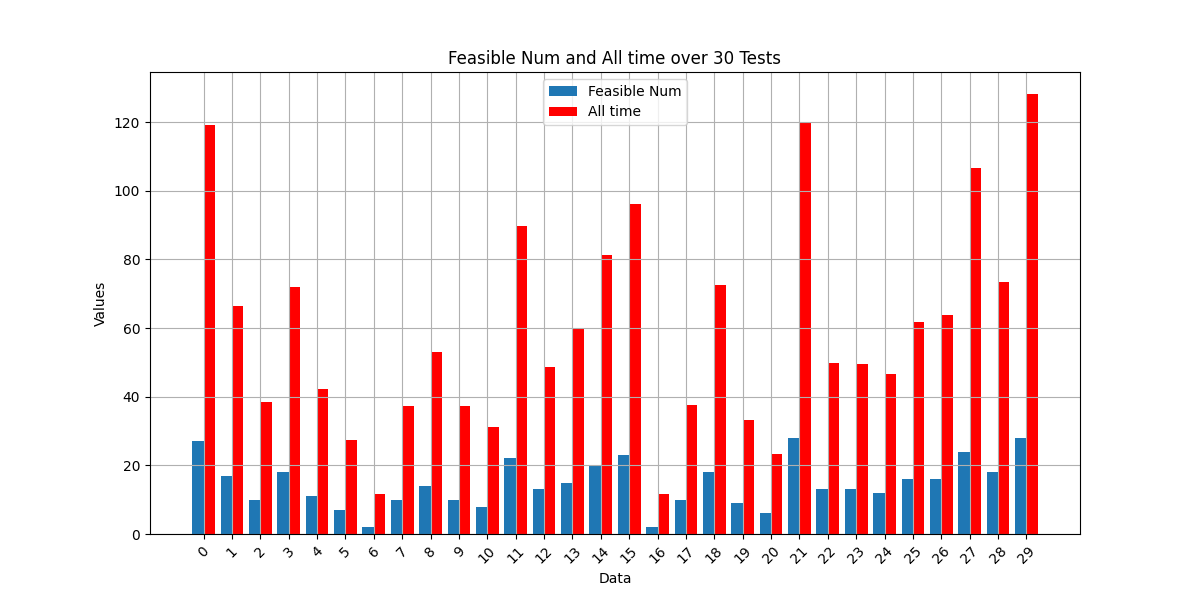 Feasible Num and All time over 30 Tests
Feasible Num
All time
Values
120
100
80
60
40
20
0
0 1 2 3 4 5 6 7 8 9 10 11 12 13 14 15 16 17 18 19 20 21 22 23 24 25 26 27 28 29
Data